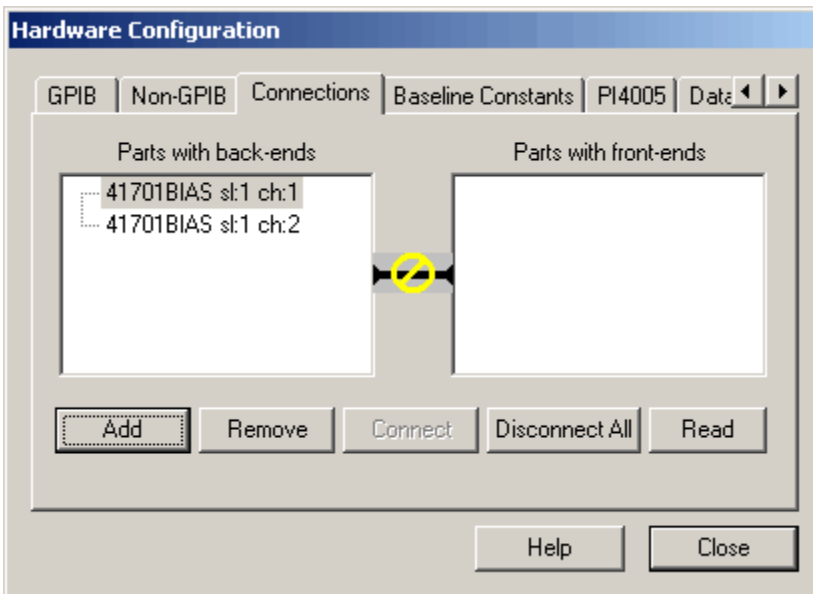 Hardware Configuration
GPIB Non-GPIB Connections Baseline Constants PI4005 Data
Parts with back-ends Parts with front-ends
41701BIAS sl:1 ch:1
41701BIAS sl:1 ch:2
Add Remove Connect Disconnect All Read
Help Close